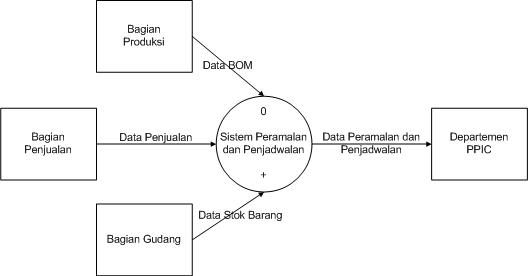 Bagian
Produksi
Data BOM
0
Bagian
Penjualan
Data Penjualan
Sistem Peramalan
dan Penjadwalan
Data Peramalan dan
Penjadwalan
Departemen
PPIC
+
Data Stok Barang
Bagian Gudang